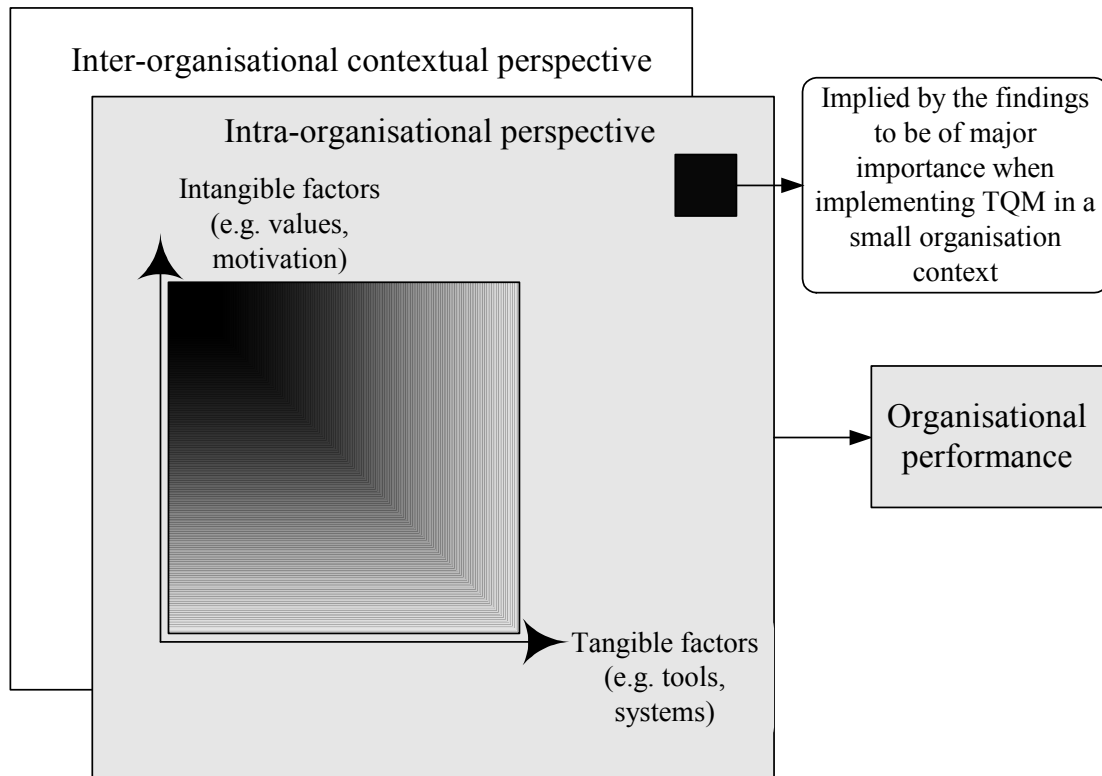 Inter-organisational contextual perspective
Intra-organisational perspective
Intangible factors
(e.g. values,
motivation)
Tangible factors
(e.g. tools,
systems)
Implied by the findings
to be of major
importance when
implementing TQM in a
small organisation
context
Organisational
performance